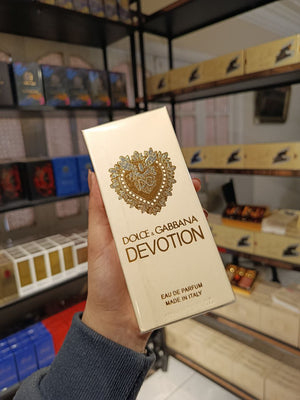 DOLCE & GABBANA
DEVOTION
EAU DE PARFUM
MADE IN ITALY